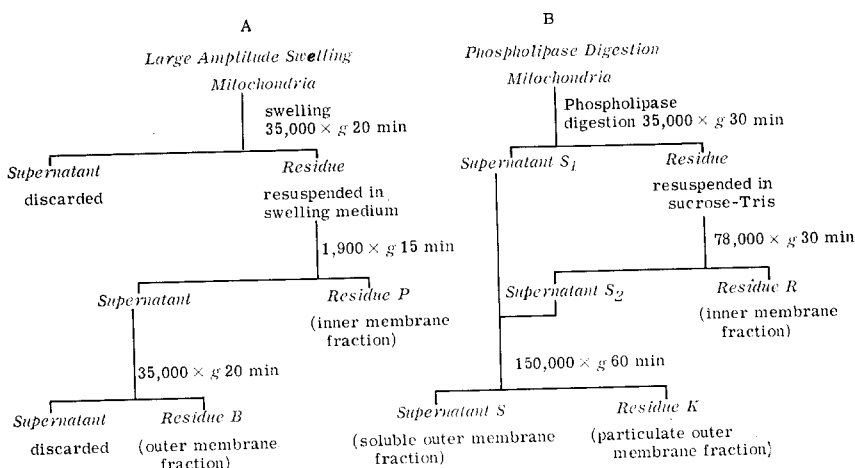 A
Large Amplitude Swelling
Mitochondria
swelling
35,000 × g 20 min
Supernatant
discarded
Residue
resuspended in
swelling medium
1,900 × g 15 min
Supernatant
Residue P
(inner membrane
fraction)
35,000 × g 20 min
Supernatant
discarded
Residue B
(outer membrane
fraction)
B
Phospholipase Digestion
Mitochondria
Phospholipase
digestion 35,000 × g 30 min
Supernatant S1
Residue
resuspended in
sucrose-Tris
78,000 × g 30 min
Supernatant S2
Residue R
(inner membrane
fraction)
150,000 × g 60 min
Supernatant S
(soluble outer membrane
fraction)
Residue K
(particulate outer
membrane fraction)